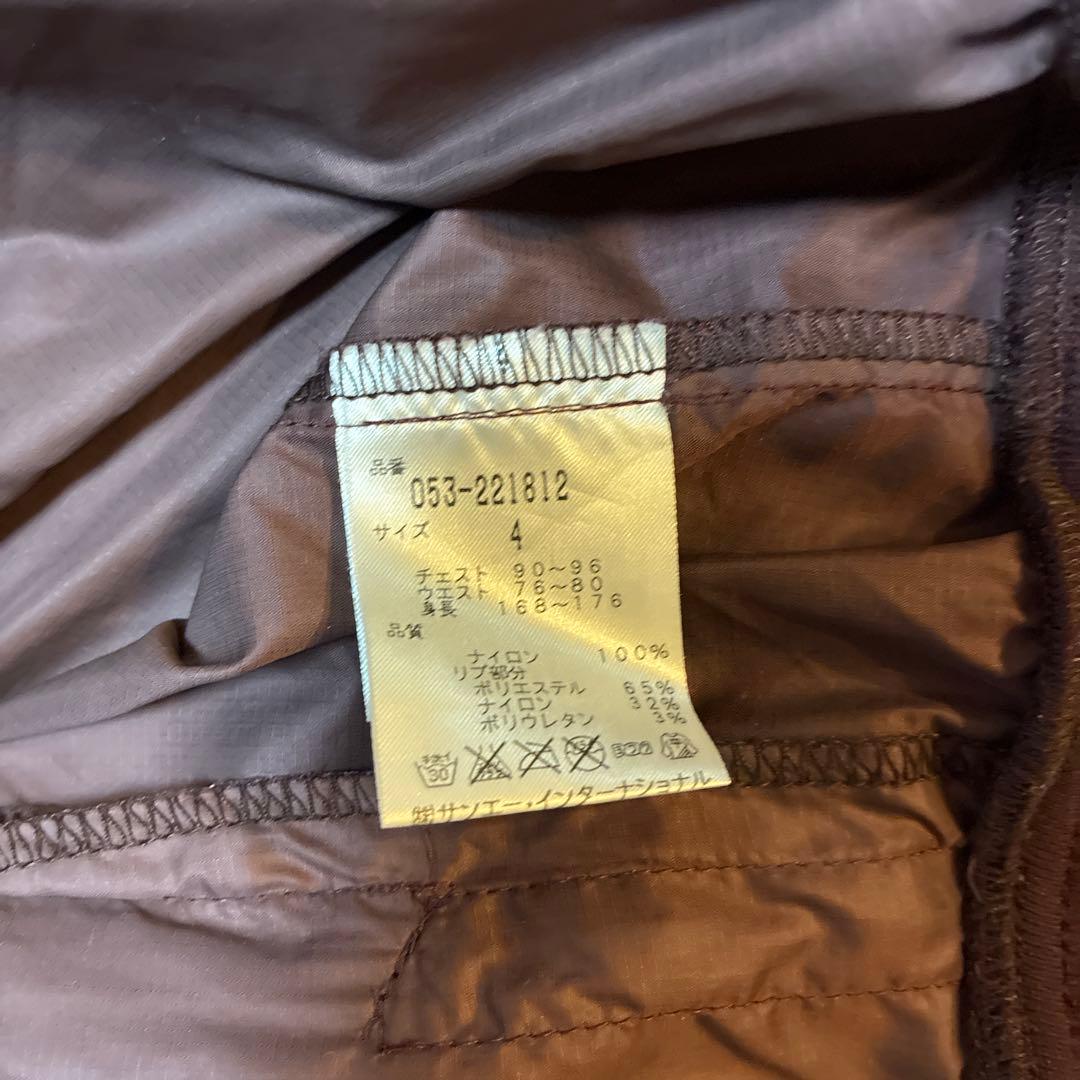 品番
053-221812
サイズ 4
チェスト 90～96
ウエスト 76～80
身長 168～176
品質
ナイロン 100%
リブ部分
ポリエステル 65%
ナイロン 32%
ポリウレタン 3%
30
㈱サンエー・インターナショナル